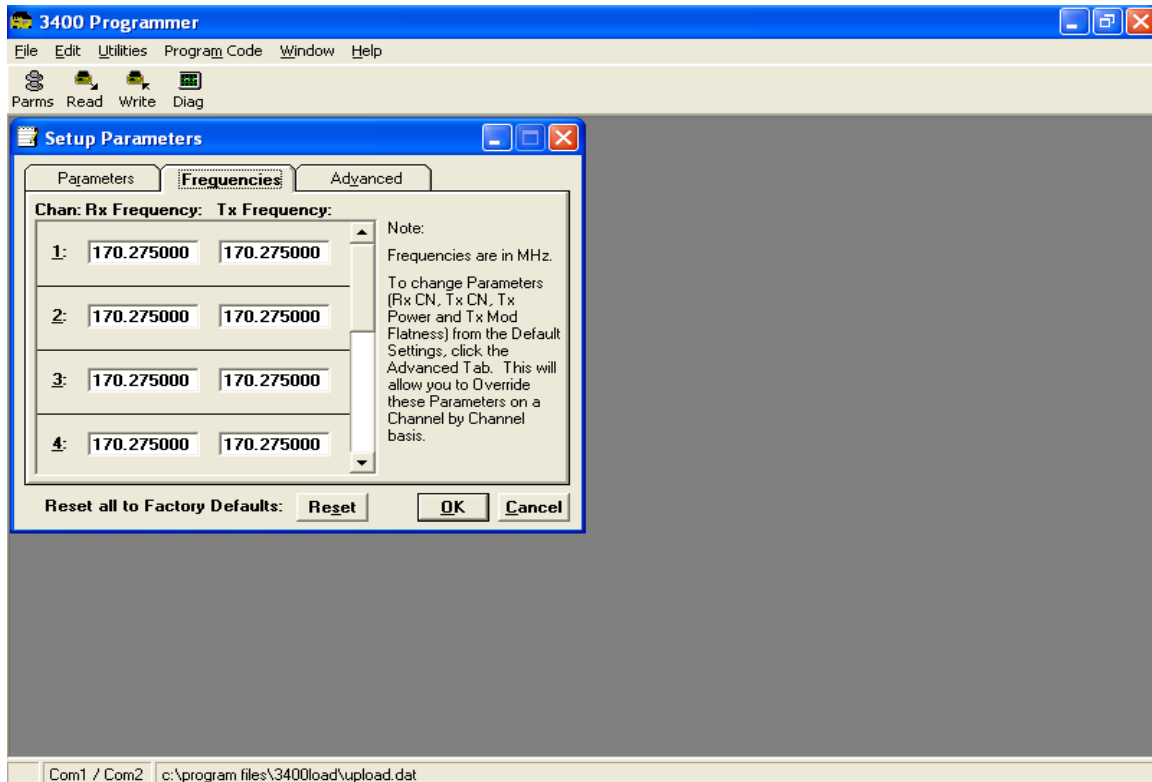 3400 Programmer
File Edit Utilities Program Code Window Help
Parms Read Write Diag
Setup Parameters
Parameters Frequencies Advanced
Chan: Rx Frequency: Tx Frequency:
1: 170.275000 170.275000
2: 170.275000 170.275000
3: 170.275000 170.275000
4: 170.275000 170.275000
Note:
Frequencies are in MHz.
To change Parameters
(Rx CN, Tx CN, Tx
Power and Tx Mod
Flatness) from the Default
Settings, click the
Advanced Tab. This will
allow you to Override
these Parameters on a
Channel by Channel
basis.
Reset all to Factory Defaults: Reset OK Cancel
Com1 / Com2 c:\program files\3400load\upload.dat